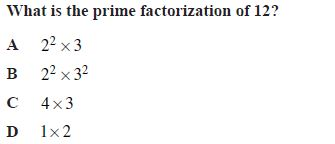 What is the prime factorization of 12?
A 2² × 3
B 2² × 3²
C 4 × 3
D 1 × 2